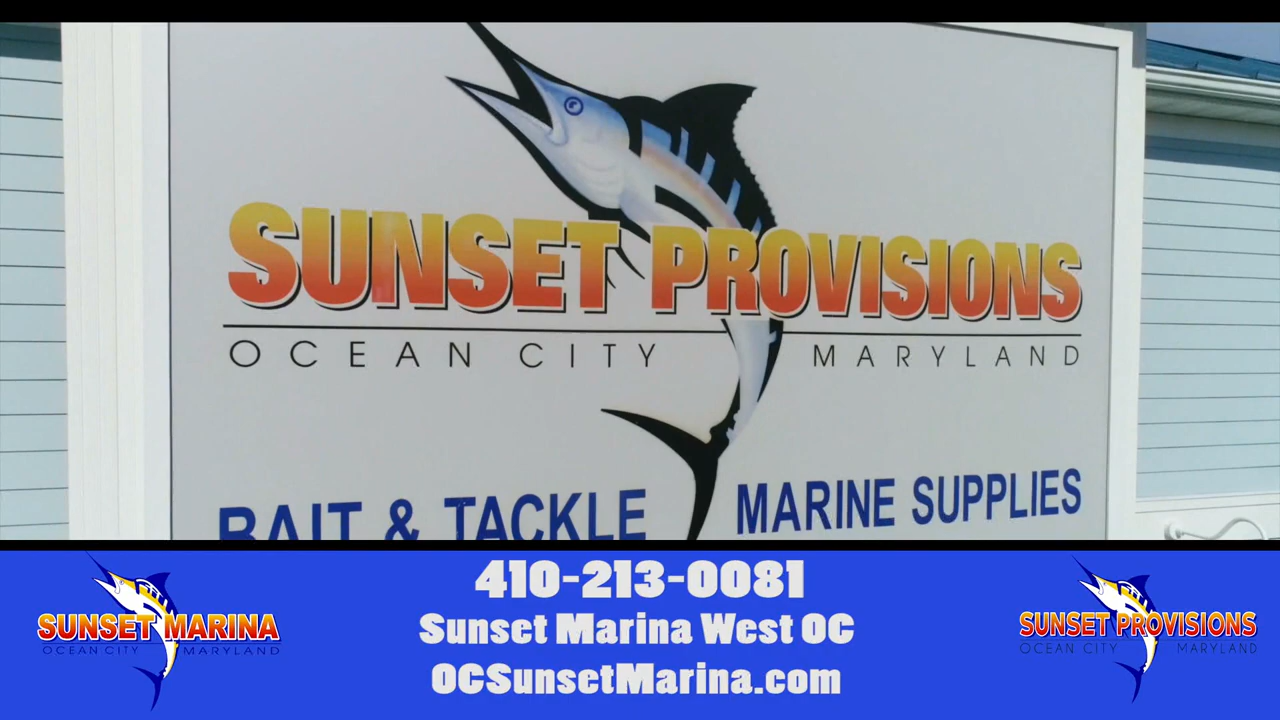 SUNSET PROVISIONS
OCEAN CITY MARYLAND
BAIT & TACKLE MARINE SUPPLIES
410-213-0081
Sunset Marina West OC
OCSunsetMarina.com
SUNSET MARINA
OCEAN CITY MARYLAND
SUNSET PROVISIONS
OCEAN CITY MARYLAND